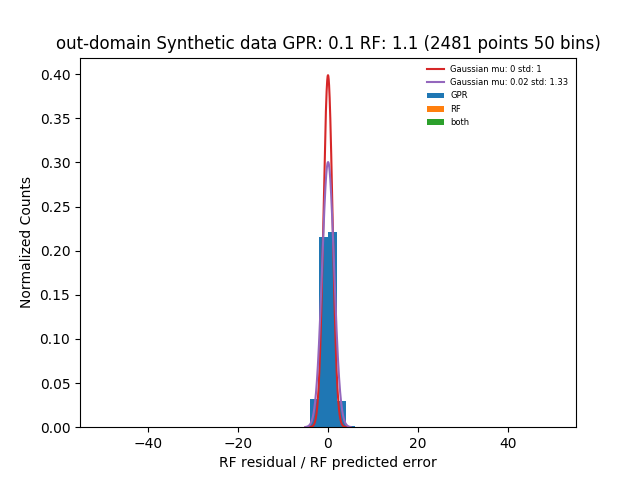 out-domain Synthetic data GPR: 0.1 RF: 1.1 (2481 points 50 bins)
Gaussian mu: 0 std: 1
Gaussian mu: 0.02 std: 1.33
GPR
RF
both
0.40
0.35
0.30
0.25
0.20
0.15
0.10
0.05
0.00
Normalized Counts
−40 −20 0 20 40
RF residual / RF predicted error